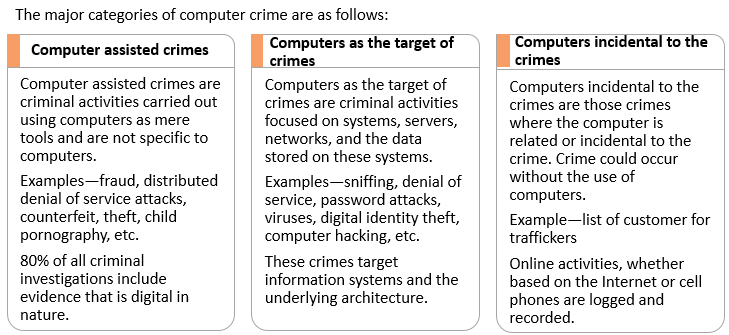 The major categories of computer crime are as follows:
Computer assisted crimes
Computer assisted crimes are
criminal activities carried out
using computers as mere
tools and are not specific to
computers.
Examples—fraud, distributed
denial of service attacks,
counterfeit, theft, child
pornography, etc.
80% of all criminal
investigations include
evidence that is digital in
nature.
Computers as the target of
crimes
Computers as the target of
crimes are criminal activities
focused on systems, servers,
networks, and the data
stored on these systems.
Examples—sniffing, denial of
service, password attacks,
viruses, digital identity theft,
computer hacking, etc.
These crimes target
information systems and the
underlying architecture.
Computers incidental to the
crimes
Computers incidental to the
crimes are those crimes
where the computer is
related or incidental to the
crime. Crime could occur
without the use of
computers.
Example—list of customer for
traffickers
Online activities, whether
based on the Internet or cell
phones are logged and
recorded.